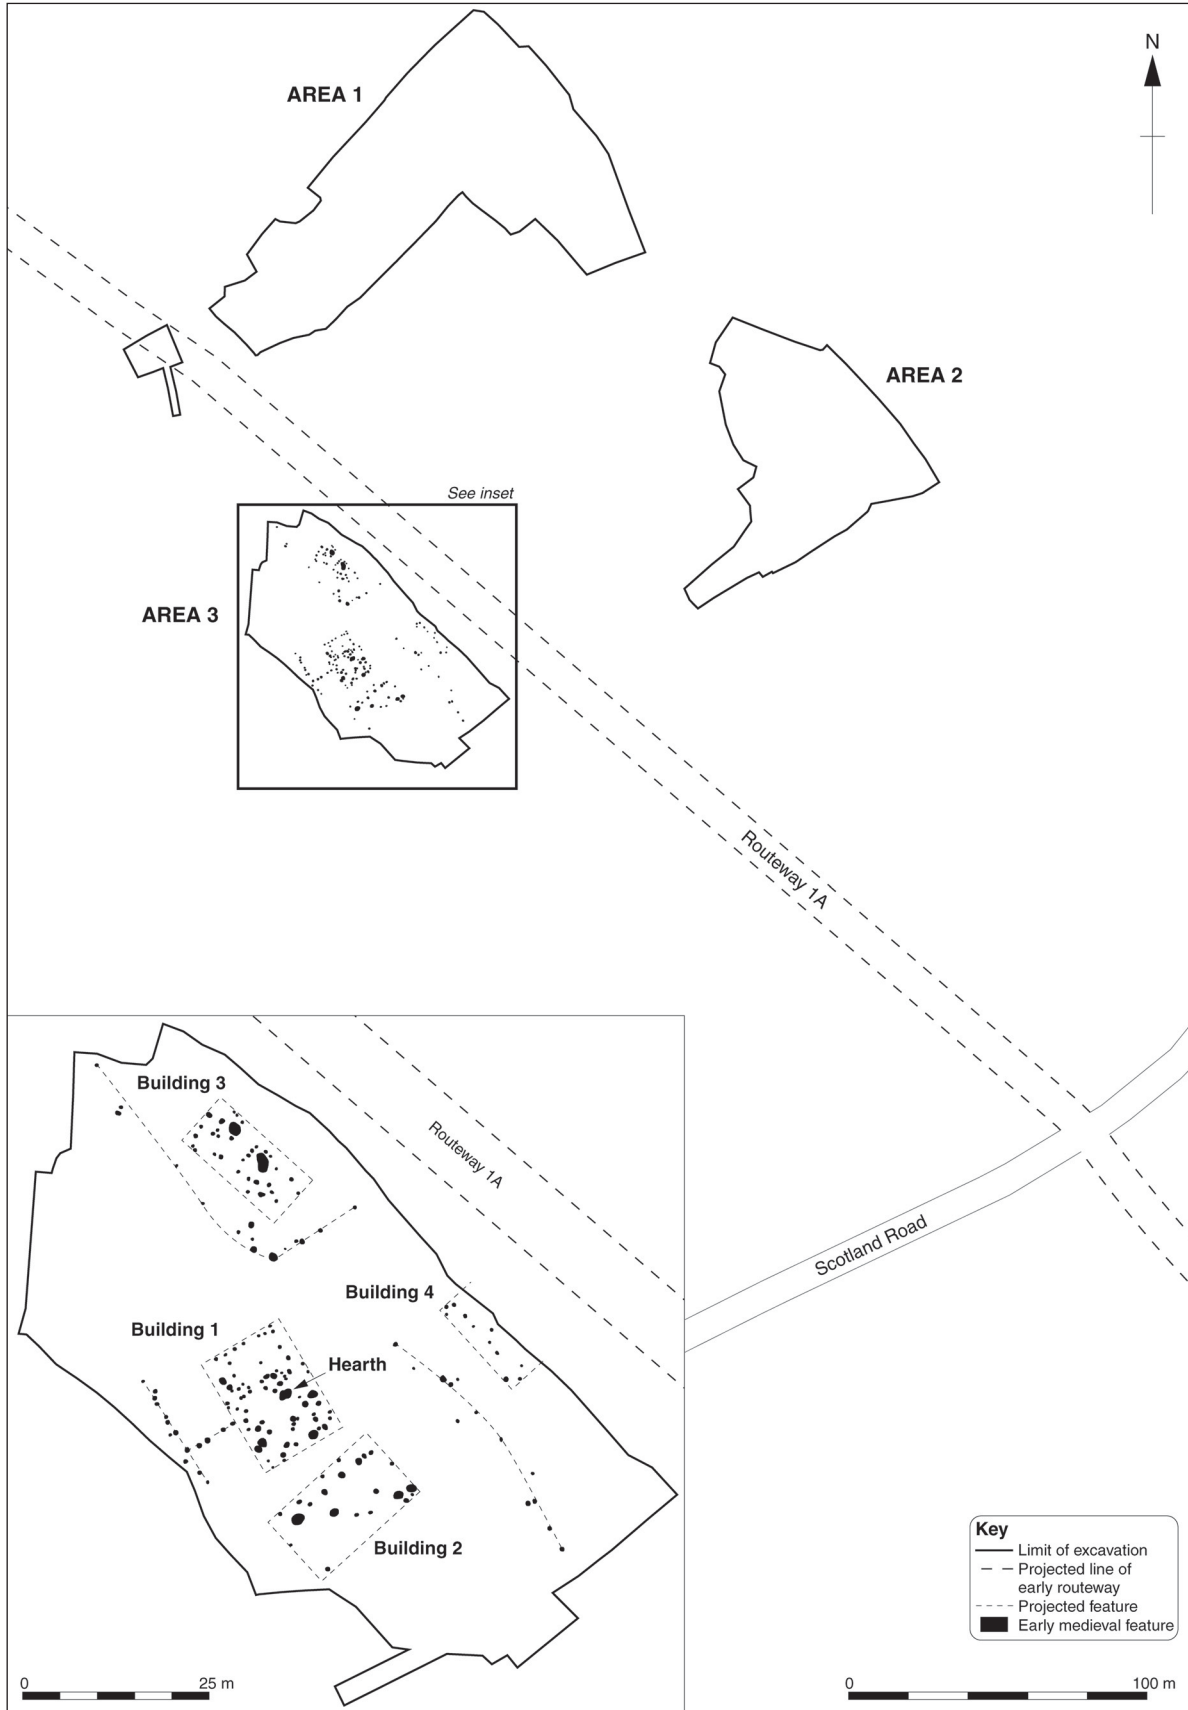 N
AREA 1
AREA 2
See inset
AREA 3
Routeway 1A
Scotland Road
Building 3
Routeway 1A
Building 4
Building 1
Hearth
Building 2
0 25 m
Key
Limit of excavation
Projected line of
early routeway
Projected feature
Early medieval feature
0 100 m